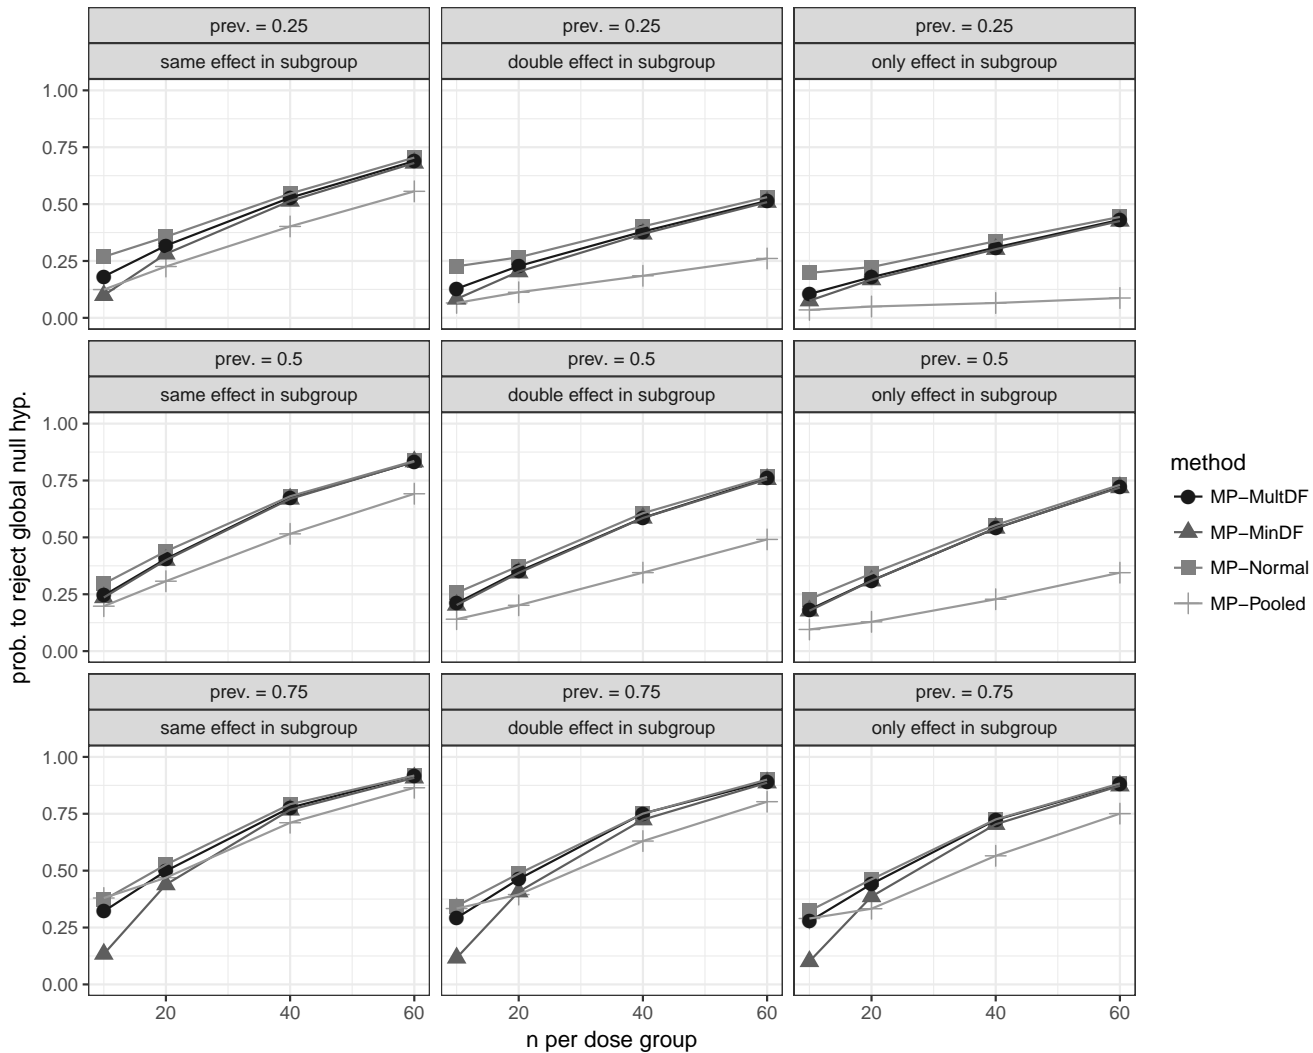 prev. = 0.25
prev. = 0.25
prev. = 0.25
same effect in subgroup
double effect in subgroup
only effect in subgroup
1.00
0.75
0.50
0.25
0.00
prev. = 0.5
prev. = 0.5
prev. = 0.5
same effect in subgroup
double effect in subgroup
only effect in subgroup
1.00
0.75
0.50
0.25
0.00
prev. = 0.75
prev. = 0.75
prev. = 0.75
same effect in subgroup
double effect in subgroup
only effect in subgroup
1.00
0.75
0.50
0.25
0.00
20
40
60
20
40
60
20
40
60
n per dose group
prob. to reject global null hyp.
method
MP−MultDF
MP−MinDF
MP−Normal
MP−Pooled